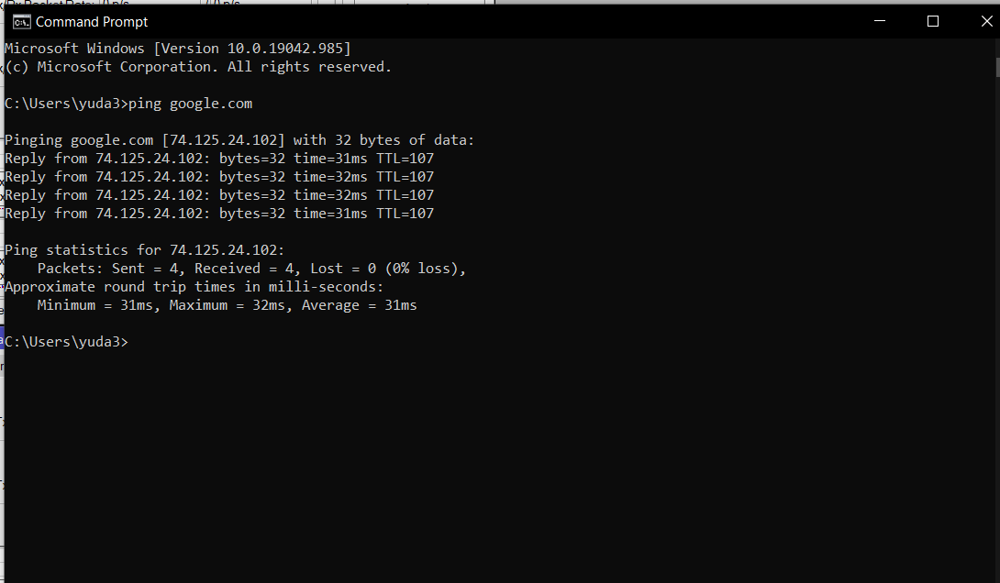 Rx Packet Rate: 0 p/s / 0 p/s
Command Prompt
Microsoft Windows [Version 10.0.19042.985]
(c) Microsoft Corporation. All rights reserved.
C:\Users\yuda3>ping google.com
Pinging google.com [74.125.24.102] with 32 bytes of data:
Reply from 74.125.24.102: bytes=32 time=31ms TTL=107
Reply from 74.125.24.102: bytes=32 time=32ms TTL=107
Reply from 74.125.24.102: bytes=32 time=32ms TTL=107
Reply from 74.125.24.102: bytes=32 time=31ms TTL=107
Ping statistics for 74.125.24.102:
    Packets: Sent = 4, Received = 4, Lost = 0 (0% loss),
Approximate round trip times in milli-seconds:
    Minimum = 31ms, Maximum = 32ms, Average = 31ms
C:\Users\yuda3>